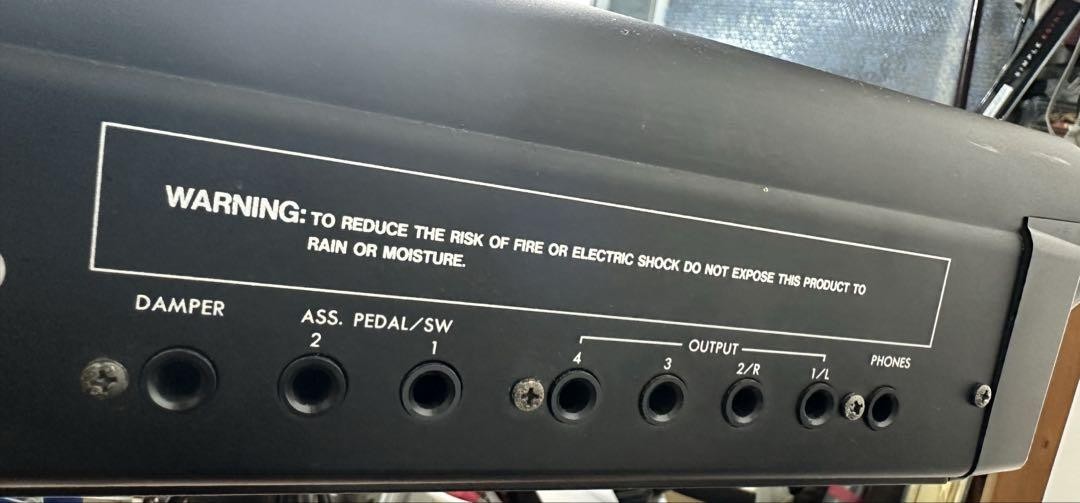 SIMPLE
WARNING: TO REDUCE THE RISK OF FIRE OR ELECTRIC SHOCK DO NOT EXPOSE THIS PRODUCT TO
RAIN OR MOISTURE.
DAMPER
ASS. PEDAL/SW
2
1
OUTPUT
4
3
2/R
1/L
PHONES